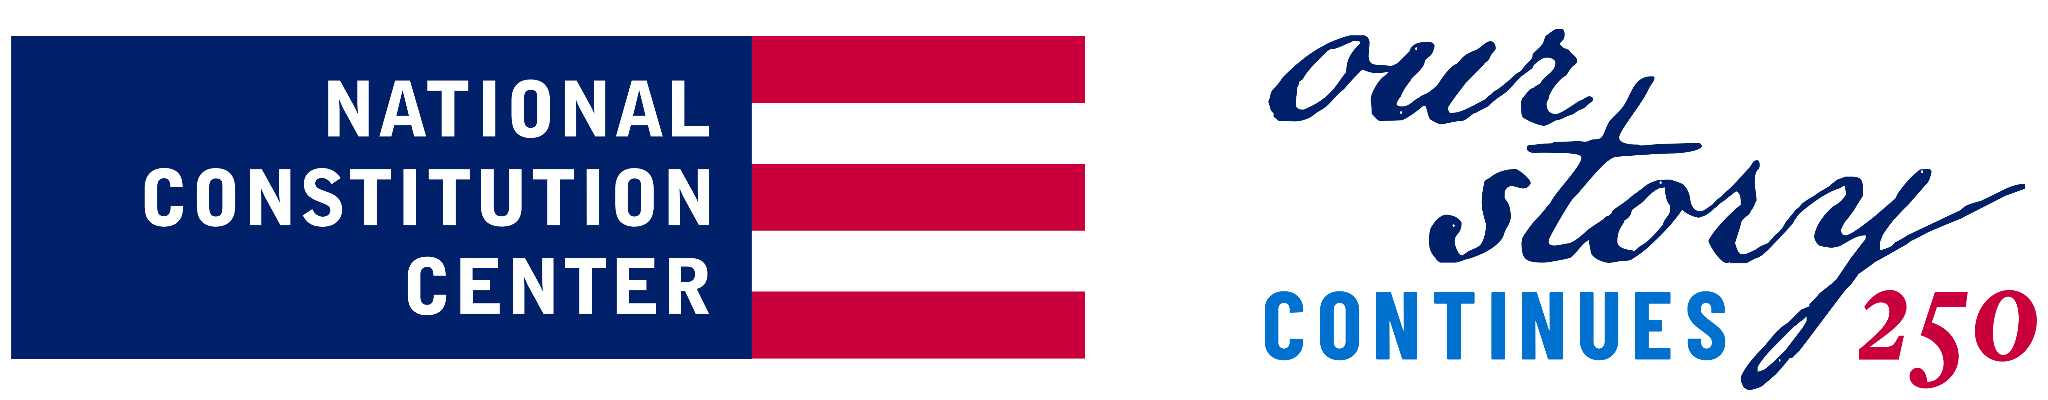 NATIONAL
CONSTITUTION
CENTER
our
story
CONTINUES 250